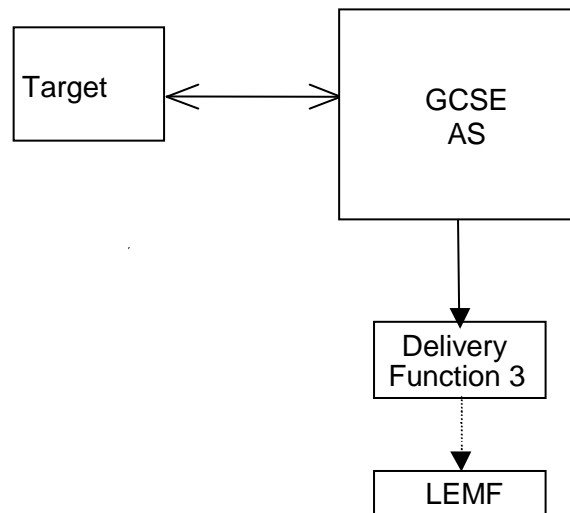 Target
GCSE
AS
Delivery
Function 3
LEMF